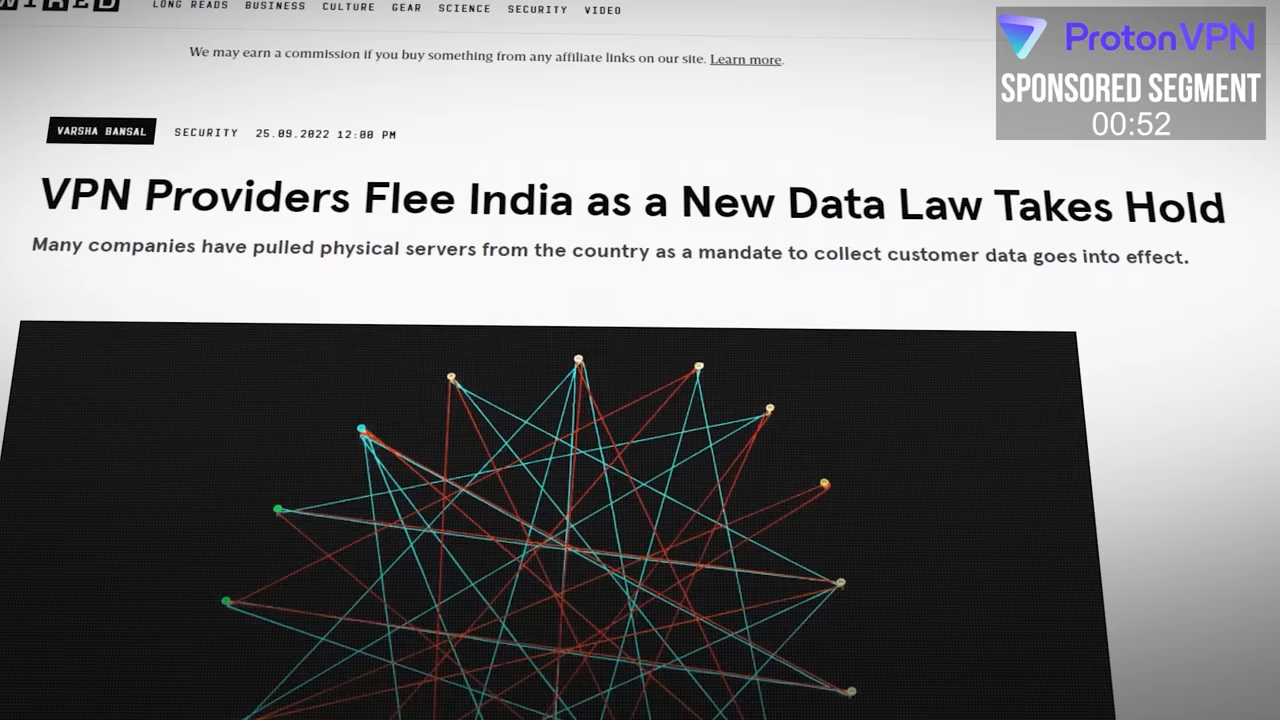 WIRED
LONG READS BUSINESS CULTURE GEAR SCIENCE SECURITY VIDEO
ProtonVPN
SPONSORED SEGMENT
00:52
We may earn a commission if you buy something from any affiliate links on our site. Learn more.
VARSHA BANSAL SECURITY 25.09.2022 12:00 PM
VPN Providers Flee India as a New Data Law Takes Hold
Many companies have pulled physical servers from the country as a mandate to collect customer data goes into effect.